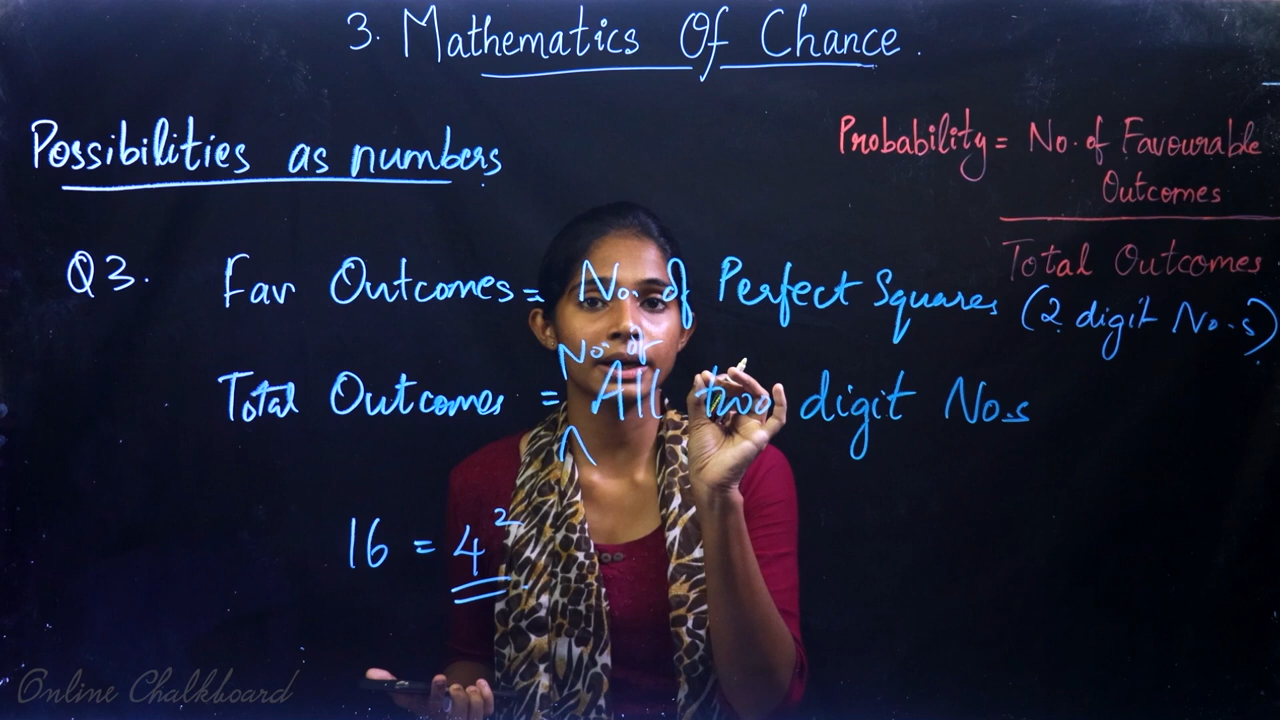 3. Mathematics Of Chance.
Possibilities as numbers
Probability = No. of Favourable
Outcomes
Total Outcomes
Q3. Fav Outcomes = No. of Perfect Squares (2 digit No.s)
No. of
Total Outcomes = All two digit No.s
16 = 4²
Online Chalkboard